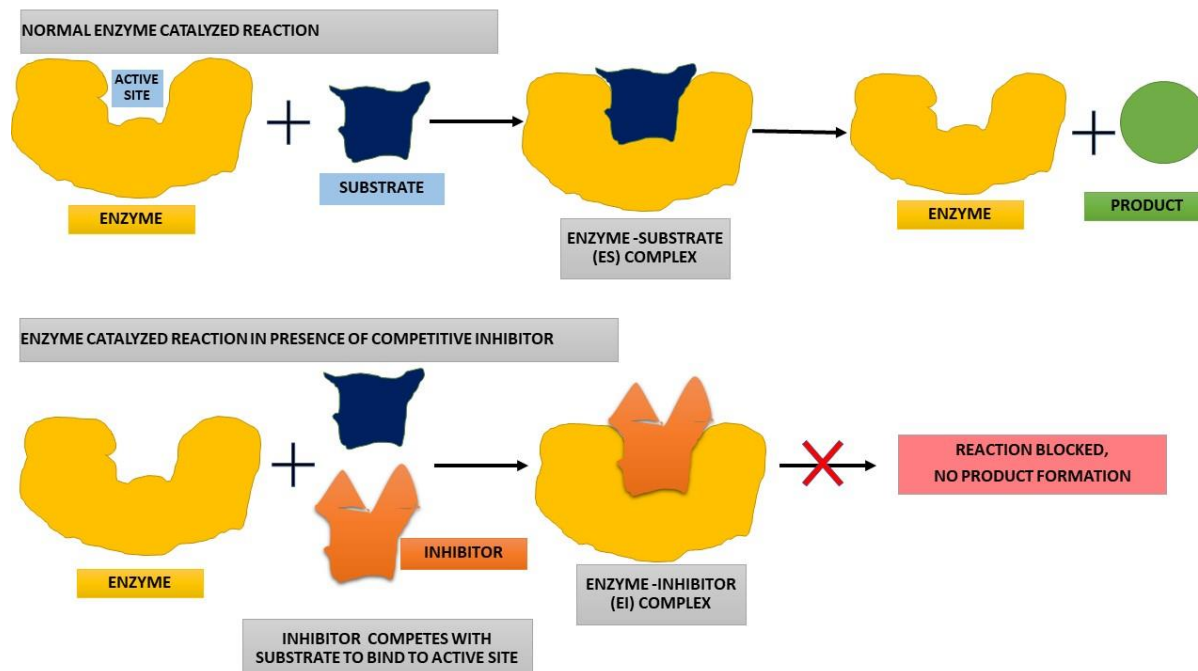 NORMAL ENZYME CATALYZED REACTION
ACTIVE
SITE
SUBSTRATE
ENZYME
ENZYME -SUBSTRATE
(ES) COMPLEX
ENZYME
PRODUCT
ENZYME CATALYZED REACTION IN PRESENCE OF COMPETITIVE INHIBITOR
REACTION BLOCKED,
NO PRODUCT FORMATION
INHIBITOR
ENZYME
ENZYME -INHIBITOR
(EI) COMPLEX
INHIBITOR COMPETES WITH
SUBSTRATE TO BIND TO ACTIVE SITE